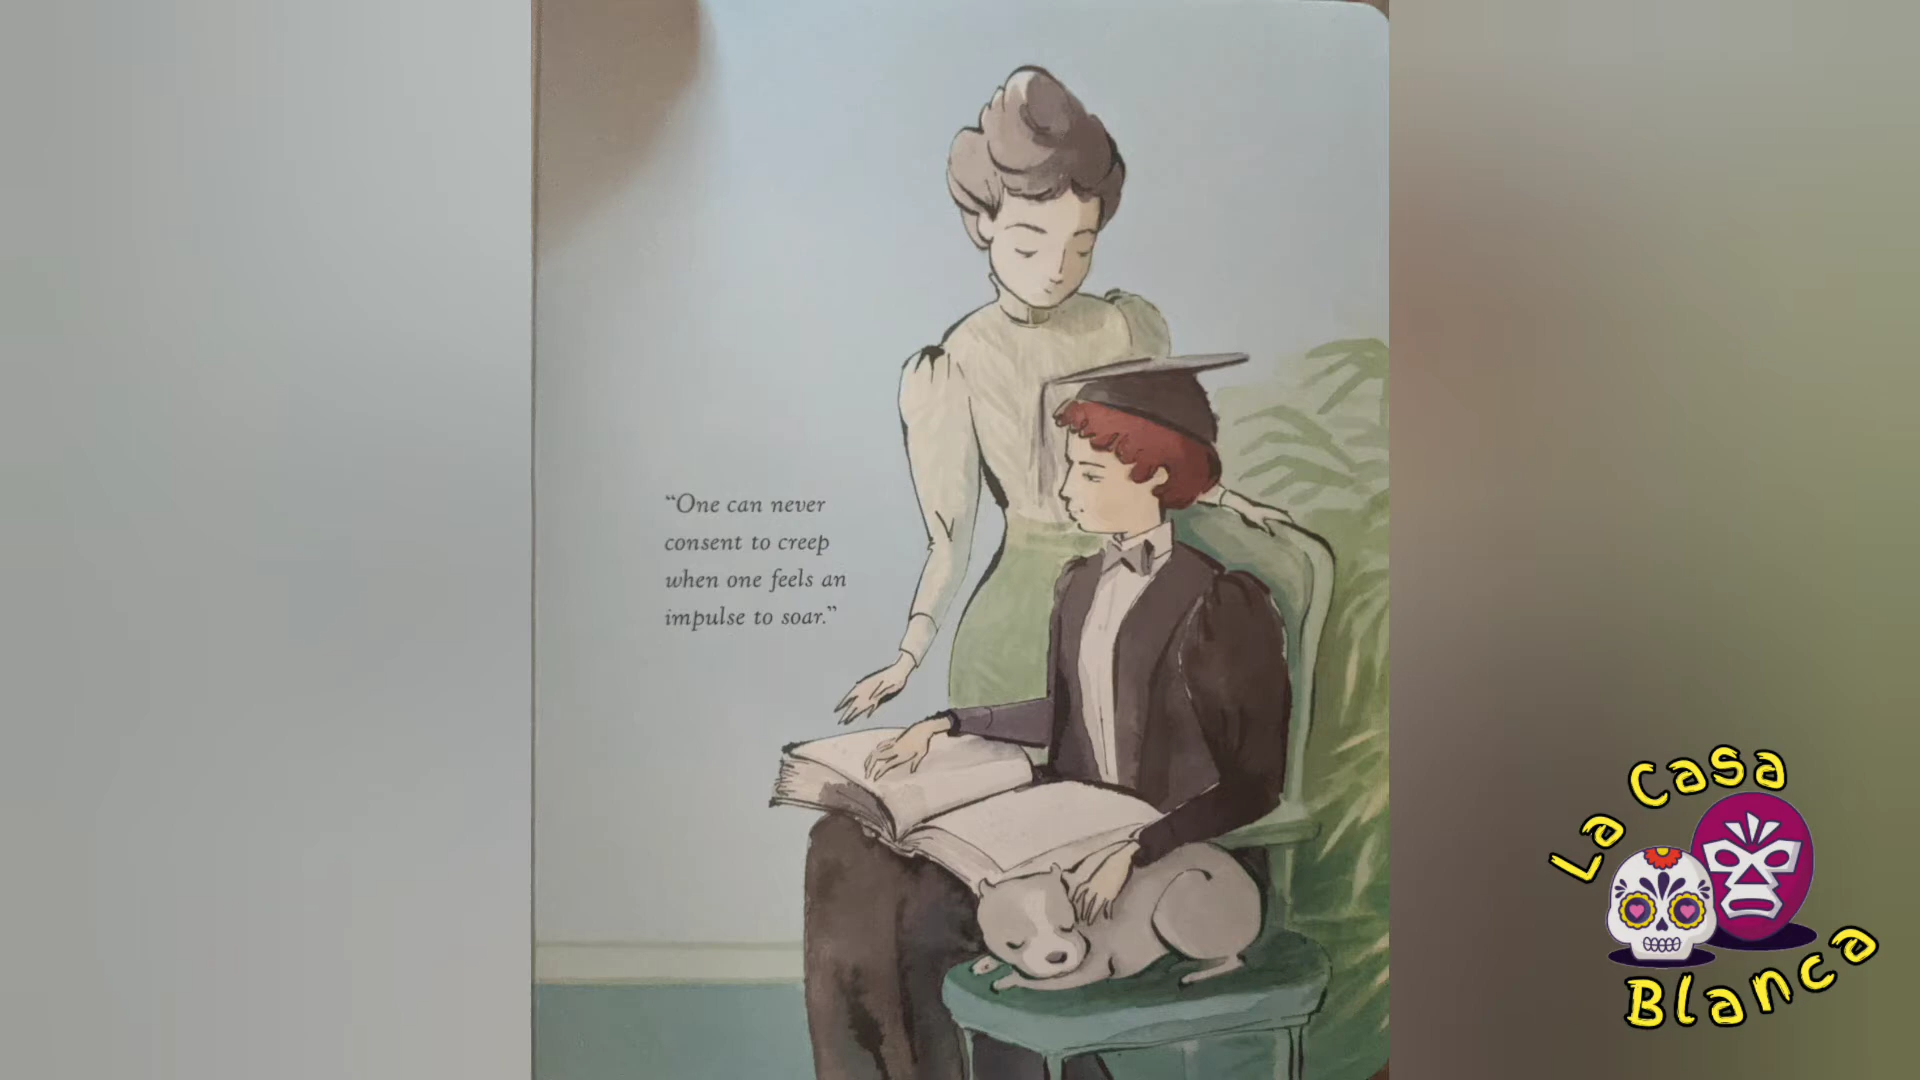 “One can never
consent to creep
when one feels an
impulse to soar.”
La Casa
Blanca